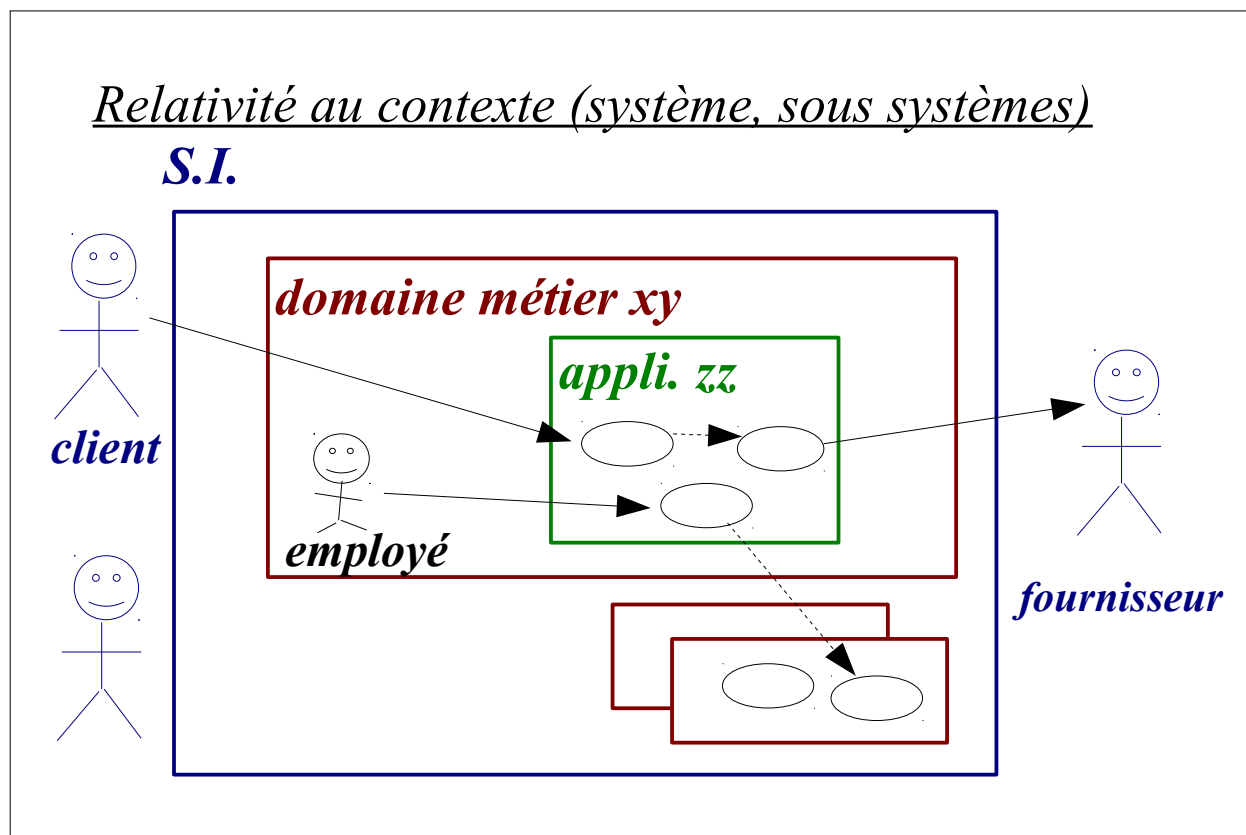 Relativité au contexte (système, sous systèmes)
S.I.
domaine métier xy
appli. zz
client
employé
fournisseur